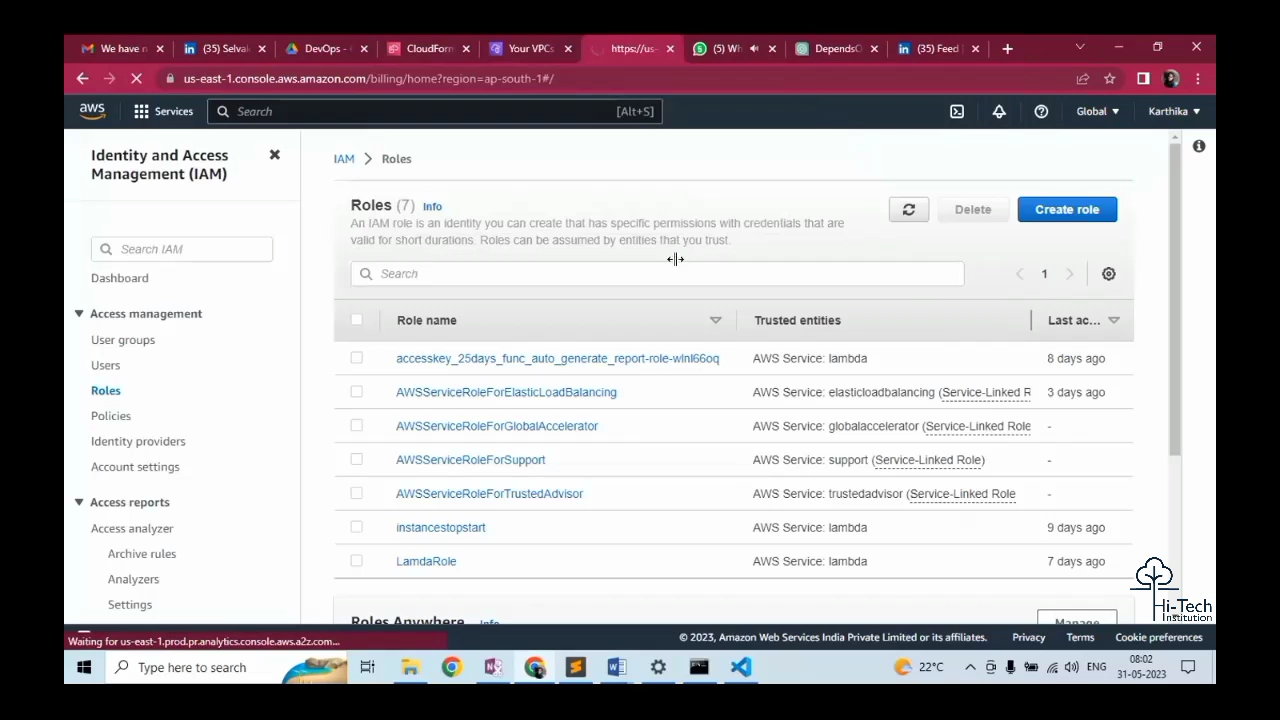 We have n
(35) Selva
DevOps -
CloudForm
Your VPCs
https://us-
(5) Wh
DependsO
(35) Feed
us-east-1.console.aws.amazon.com/billing/home?region=ap-south-1#/
aws
Services
Search
[Alt+S]
Global
Karthika
Identity and Access
Management (IAM)
Search IAM
Dashboard
Access management
User groups
Users
Roles
Policies
Identity providers
Account settings
Access reports
Access analyzer
Archive rules
Analyzers
Settings
IAM > Roles
Roles (7) Info
An IAM role is an identity you can create that has specific permissions with credentials that are
valid for short durations. Roles can be assumed by entities that you trust.
Delete
Create role
Search
1
Role name
Trusted entities
Last ac...
accesskey_25days_func_auto_generate_report-role-wlnl66oq
AWS Service: lambda
8 days ago
AWSServiceRoleForElasticLoadBalancing
AWS Service: elasticloadbalancing (Service-Linked R
3 days ago
AWSServiceRoleForGlobalAccelerator
AWS Service: globalaccelerator (Service-Linked Role
-
AWSServiceRoleForSupport
AWS Service: support (Service-Linked Role)
-
AWSServiceRoleForTrustedAdvisor
AWS Service: trustedadvisor (Service-Linked Role
-
instancestopstart
AWS Service: lambda
9 days ago
LamdaRole
AWS Service: lambda
7 days ago
Roles Anywhere Info
Manage
Hi-Tech
Institution
Waiting for us-east-1.prod.pr.analytics.console.aws.a2z.com...
© 2023, Amazon Web Services India Private Limited or its affiliates.
Privacy
Terms
Cookie preferences
Type here to search
22°C
ENG
08:02
31-05-2023